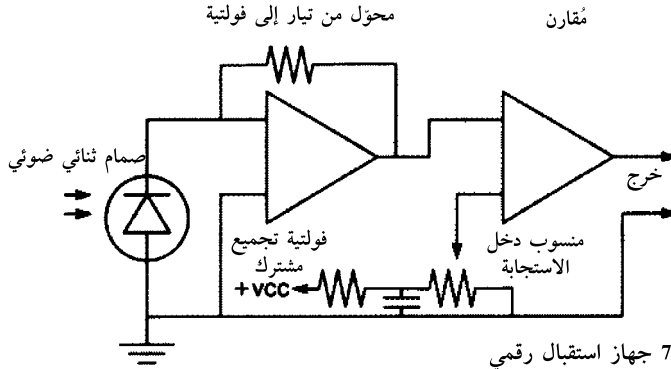 محوّل من تيار إلى فولتية
مُقارن
صمام ثنائي ضوئي
خرج
فولتية تجميع
مشترك
+VCC
منسوب دخل
الاستجابة
7 جهاز استقبال رقمي